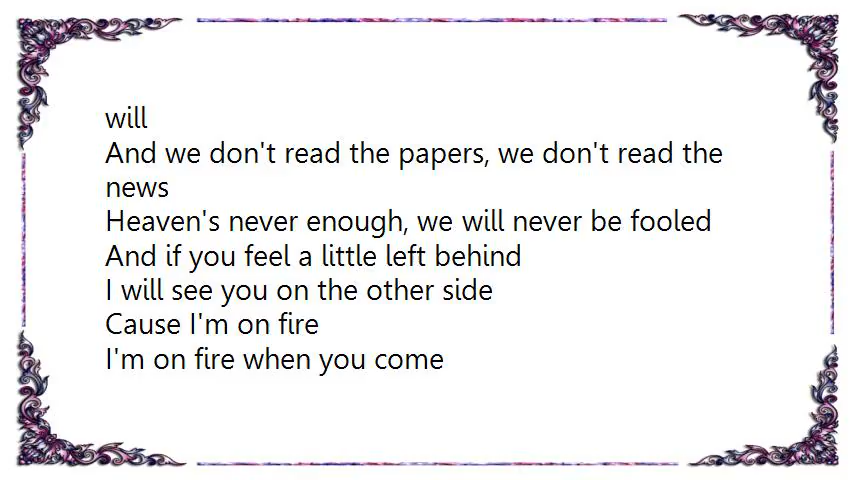 will
And we don't read the papers, we don't read the
news
Heaven's never enough, we will never be fooled
And if you feel a little left behind
I will see you on the other side
Cause I'm on fire
I'm on fire when you come